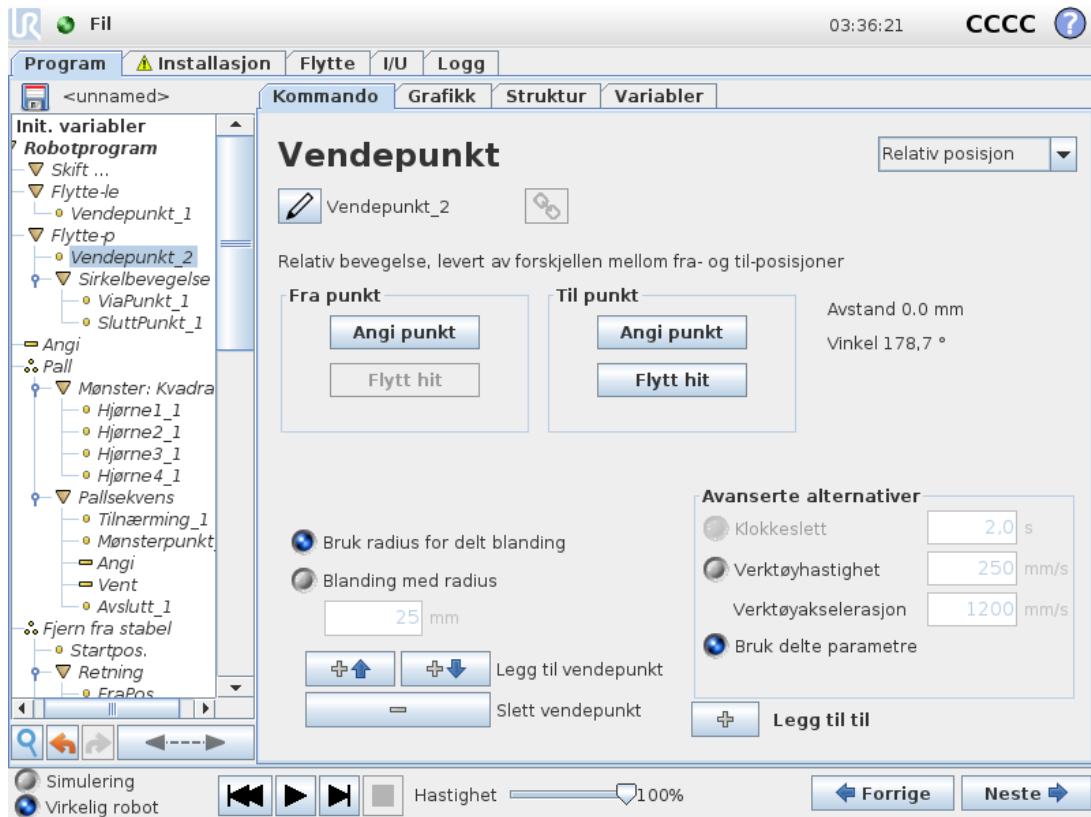 UR
Fil
03:36:21
CCCC
?
Program
Installasjon
Flytte
I/U
Logg
<unnamed>
Kommando
Grafikk
Struktur
Variabler
Init. variabler
Robotprogram
Skift ...
Flytte-le
Vendepunkt_1
Flytte-p
Vendepunkt_2
Sirkelbevegelse
ViaPunkt_1
SluttPunkt_1
Angi
Pall
Mønster: Kvadra
Hjørne1_1
Hjørne2_1
Hjørne3_1
Hjørne4_1
Pallsekvens
Tilnærming_1
Mønsterpunkt_
Angi
Vent
Avslutt_1
Fjern fra stabel
Startpos.
Retning
FraPos
Vendepunkt
Relativ posisjon
Vendepunkt_2
Relativ bevegelse, levert av forskjellen mellom fra- og til-posisjoner
Fra punkt
Angi punkt
Flytt hit
Til punkt
Angi punkt
Flytt hit
Avstand 0.0 mm
Vinkel 178,7 °
Bruk radius for delt blanding
Blanding med radius
25 mm
Legg til vendepunkt
Slett vendepunkt
Avanserte alternativer
Klokkeslett 2,0 s
Verktøyhastighet 250 mm/s
Verktøyakselerasjon 1200 mm/s
Bruk delte parametre
Legg til til
Simulering
Virkelig robot
Hastighet 100%
Forrige
Neste